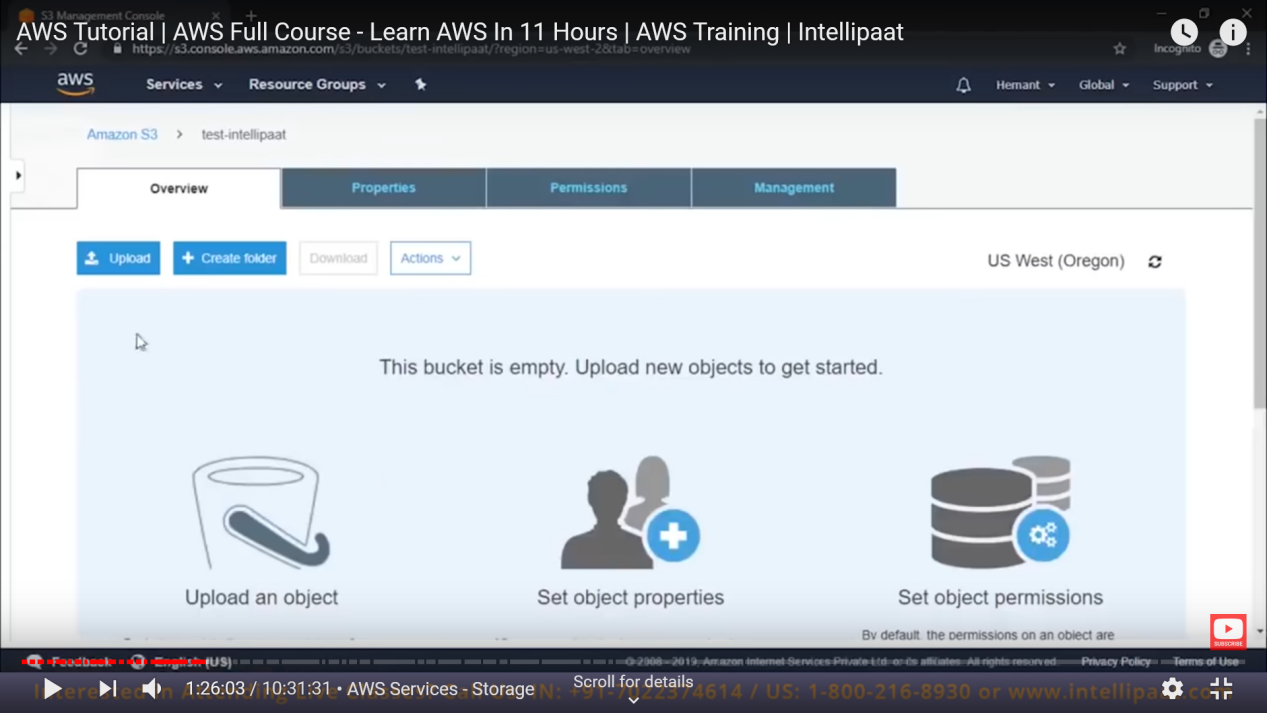 S3 Management Console
AWS Tutorial | AWS Full Course - Learn AWS In 11 Hours | AWS Training | Intellipaat
https://s3.console.aws.amazon.com/s3/buckets/test-intellipaat/?region=us-west-2&tab=overview
Incognito
aws Services Resource Groups Hemant Global Support
Amazon S3 > test-intellipaat
Overview Properties Permissions Management
Upload Create folder Download Actions
US West (Oregon)
This bucket is empty. Upload new objects to get started.
Upload an object Set object properties Set object permissions
By default, the permissions on an object are
SUBSCRIBE
Feedback English (US) © 2008 - 2019, Amazon Internet Services Private Ltd. or its affiliates. All rights reserved. Privacy Policy Terms of Use
Scroll for details
1:26:03 / 10:31:31 • AWS Services - Storage
Interested in IN: +91-7022374614 / US: 1-800-216-8930 or www.intellipaat.com